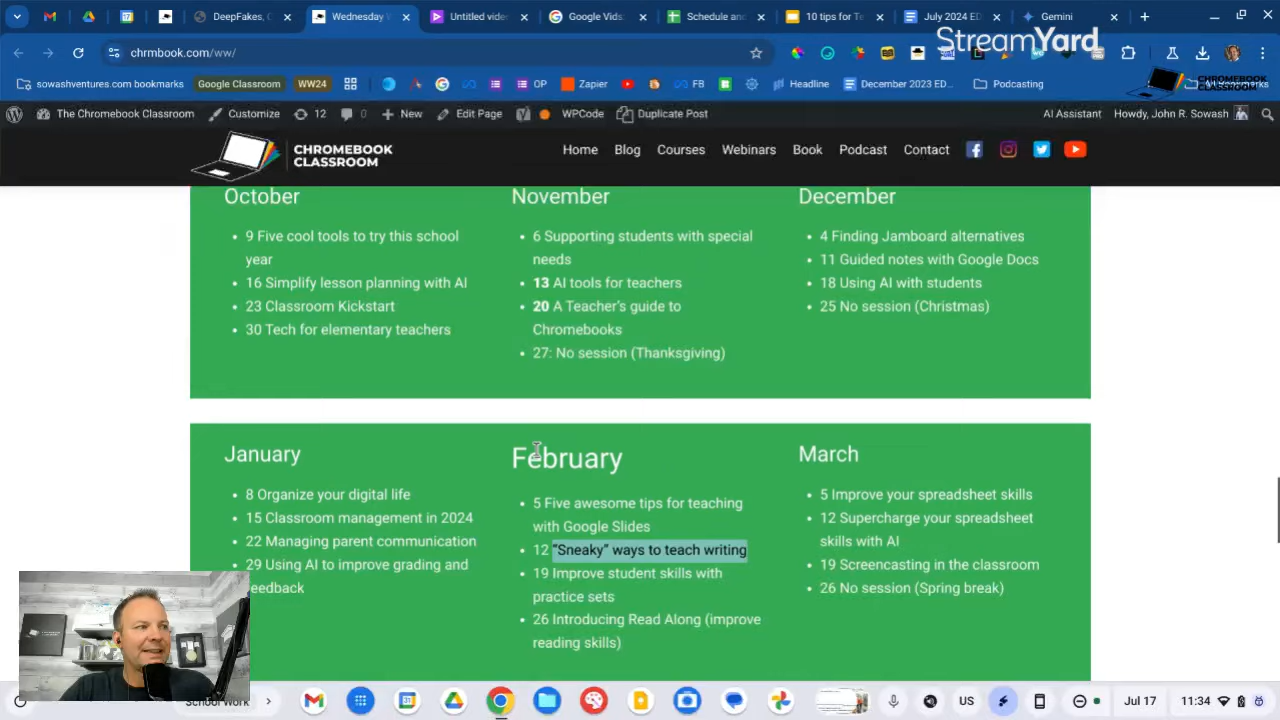 DeepFakes, C
Wednesday W
Untitled video
Google Vids:
Schedule and
10 tips for Te
July 2024 ED
Gemini
StreamYard
chrmbook.com/ww/
sowashventures.com bookmarks
Google Classroom
WW24
OP
Zapier
FB
Headline
December 2023 ED...
Podcasting
CHROMEBOOK CLASSROOM
The Chromebook Classroom
Customize
12
0
New
Edit Page
WPCode
Duplicate Post
AI Assistant
Howdy, John R. Sowash
CHROMEBOOK
CLASSROOM
Home Blog Courses Webinars Book Podcast Contact
October
9 Five cool tools to try this school
year
16 Simplify lesson planning with AI
23 Classroom Kickstart
30 Tech for elementary teachers
November
6 Supporting students with special
needs
13 AI tools for teachers
20 A Teacher's guide to
Chromebooks
27: No session (Thanksgiving)
December
4 Finding Jamboard alternatives
11 Guided notes with Google Docs
18 Using AI with students
25 No session (Christmas)
January
8 Organize your digital life
15 Classroom management in 2024
22 Managing parent communication
29 Using AI to improve grading and
feedback
February
5 Five awesome tips for teaching
with Google Slides
12 “Sneaky” ways to teach writing
19 Improve student skills with
practice sets
26 Introducing Read Along (improve
reading skills)
March
5 Improve your spreadsheet skills
12 Supercharge your spreadsheet
skills with AI
19 Screencasting in the classroom
26 No session (Spring break)
School Work
US
Jul 17
11:34